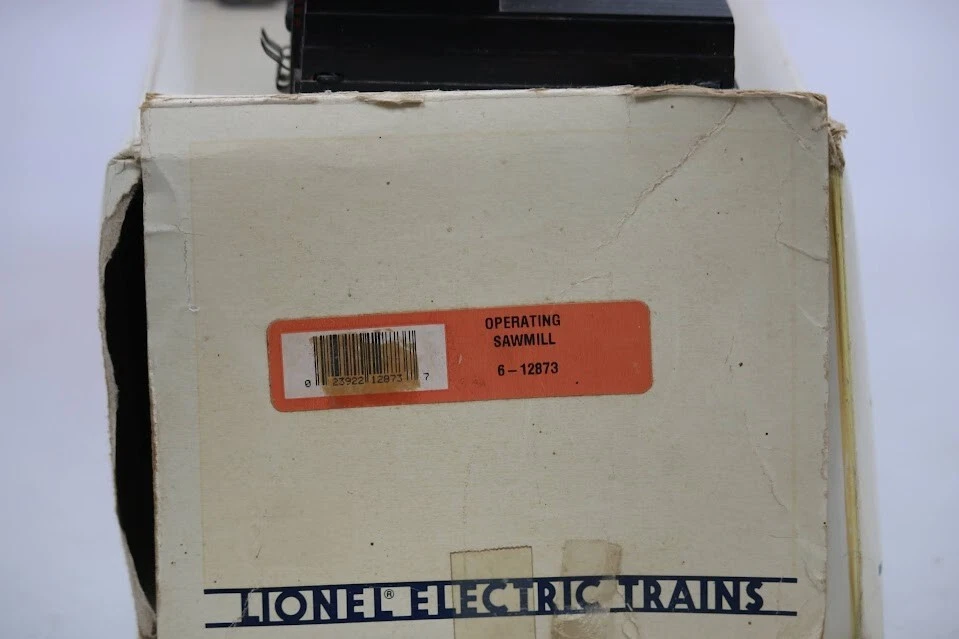 OPERATING
SAWMILL
6-12873
0 23922 12873 7
LIONEL® ELECTRIC TRAINS